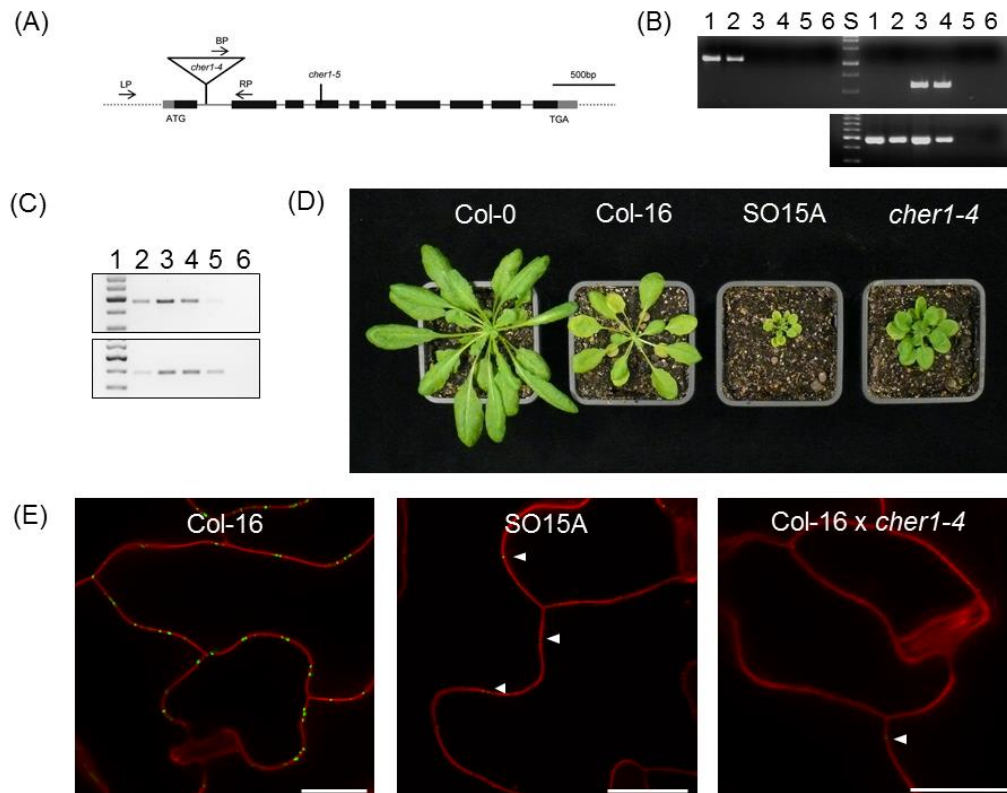 (A)
BP
cher1-4
LP
RP
cher1-5
500bp
ATG
TGA
(B)
1 2 3 4 5 6 S 1 2 3 4 5 6
(C)
1 2 3 4 5 6
(D)
Col-0 Col-16 SO15A cher1-4
(E)
Col-16 SO15A Col-16 x cher1-4